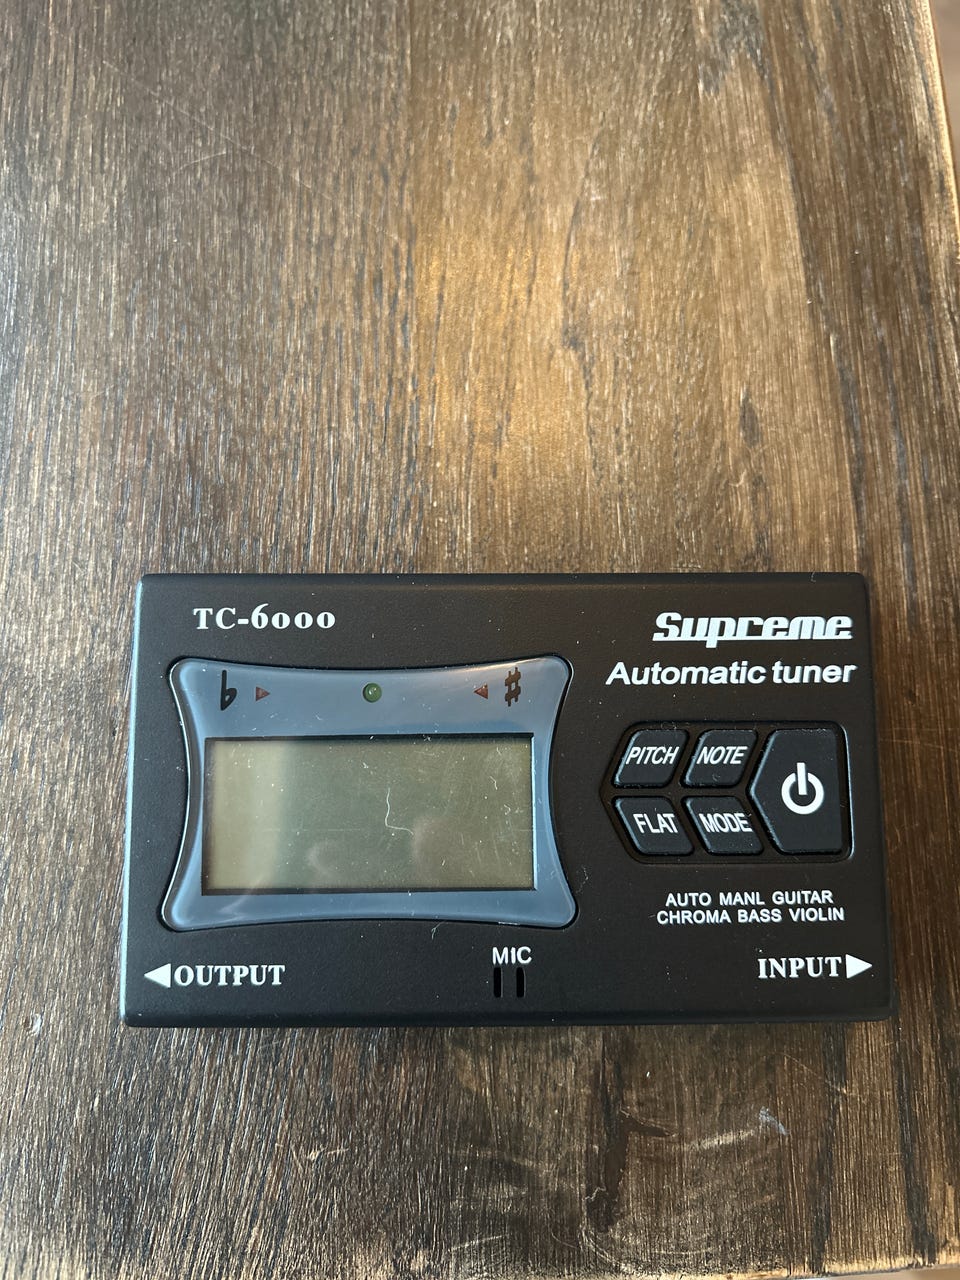 TC-6000
Supreme
Automatic tuner
♭ ♯
PITCH NOTE
FLAT MODE
AUTO MANL GUITAR
CHROMA BASS VIOLIN
MIC
OUTPUT
INPUT